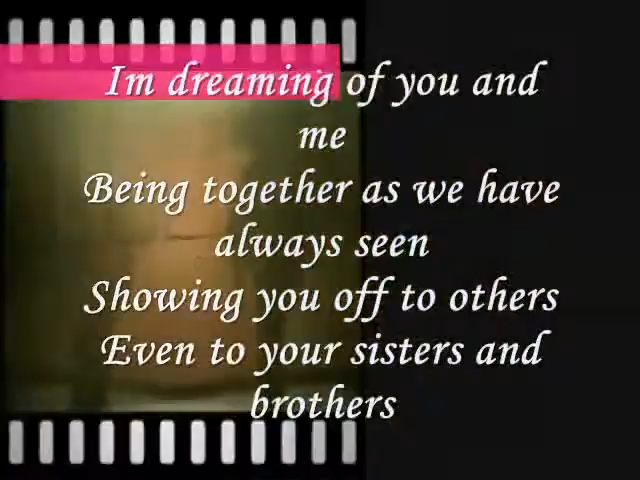 Im dreaming of you and
me
Being together as we have
always seen
Showing you off to others
Even to your sisters and
brothers